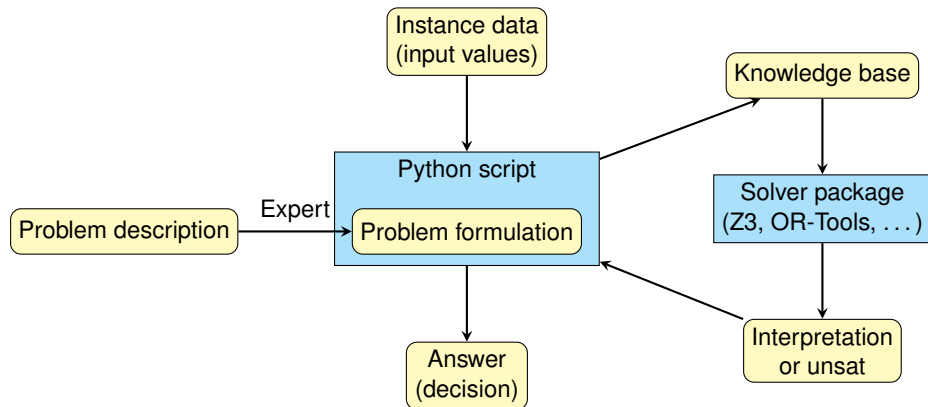 Instance data
(input values)
Knowledge base
Python script
Solver package
(Z3, OR-Tools, . . . )
Expert
Problem description
Problem formulation
Interpretation
or unsat
Answer
(decision)